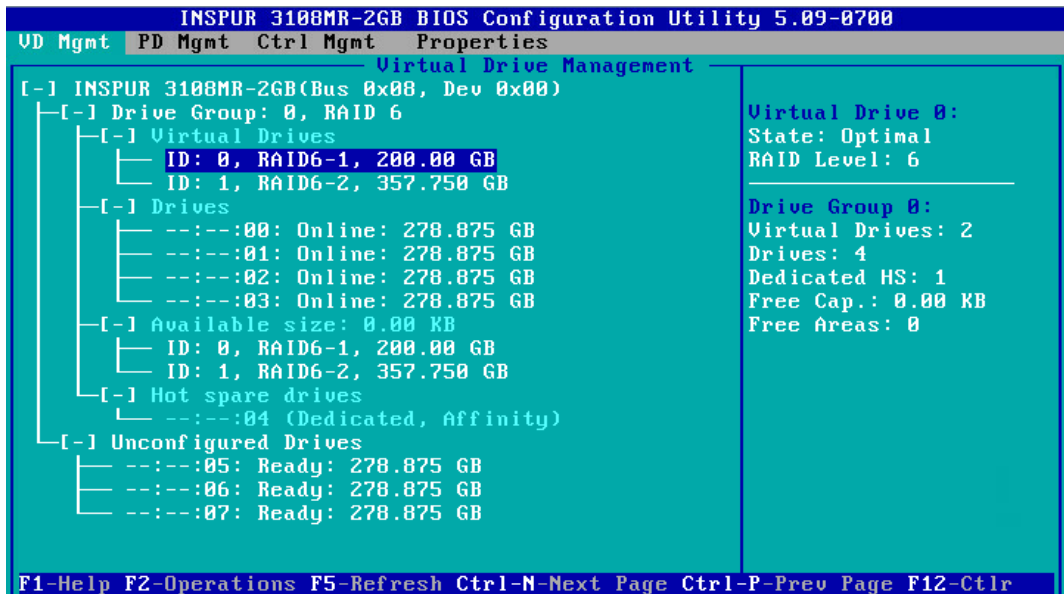 INSPUR 3108MR-2GB BIOS Configuration Utility 5.09-0700
VD Mgmt PD Mgmt Ctrl Mgmt Properties
Virtual Drive Management
[-] INSPUR 3108MR-2GB(Bus 0x08, Dev 0x00)
[-] Drive Group: 0, RAID 6
[-] Virtual Drives
ID: 0, RAID6-1, 200.00 GB
ID: 1, RAID6-2, 357.750 GB
[-] Drives
--:--:00: Online: 278.875 GB
--:--:01: Online: 278.875 GB
--:--:02: Online: 278.875 GB
--:--:03: Online: 278.875 GB
[-] Available size: 0.00 KB
ID: 0, RAID6-1, 200.00 GB
ID: 1, RAID6-2, 357.750 GB
[-] Hot spare drives
--:--:04 (Dedicated, Affinity)
[-] Unconfigured Drives
--:--:05: Ready: 278.875 GB
--:--:06: Ready: 278.875 GB
--:--:07: Ready: 278.875 GB
Virtual Drive 0:
State: Optimal
RAID Level: 6
Drive Group 0:
Virtual Drives: 2
Drives: 4
Dedicated HS: 1
Free Cap.: 0.00 KB
Free Areas: 0
F1-Help F2-Operations F5-Refresh Ctrl-N-Next Page Ctrl-P-Prev Page F12-Ctlr